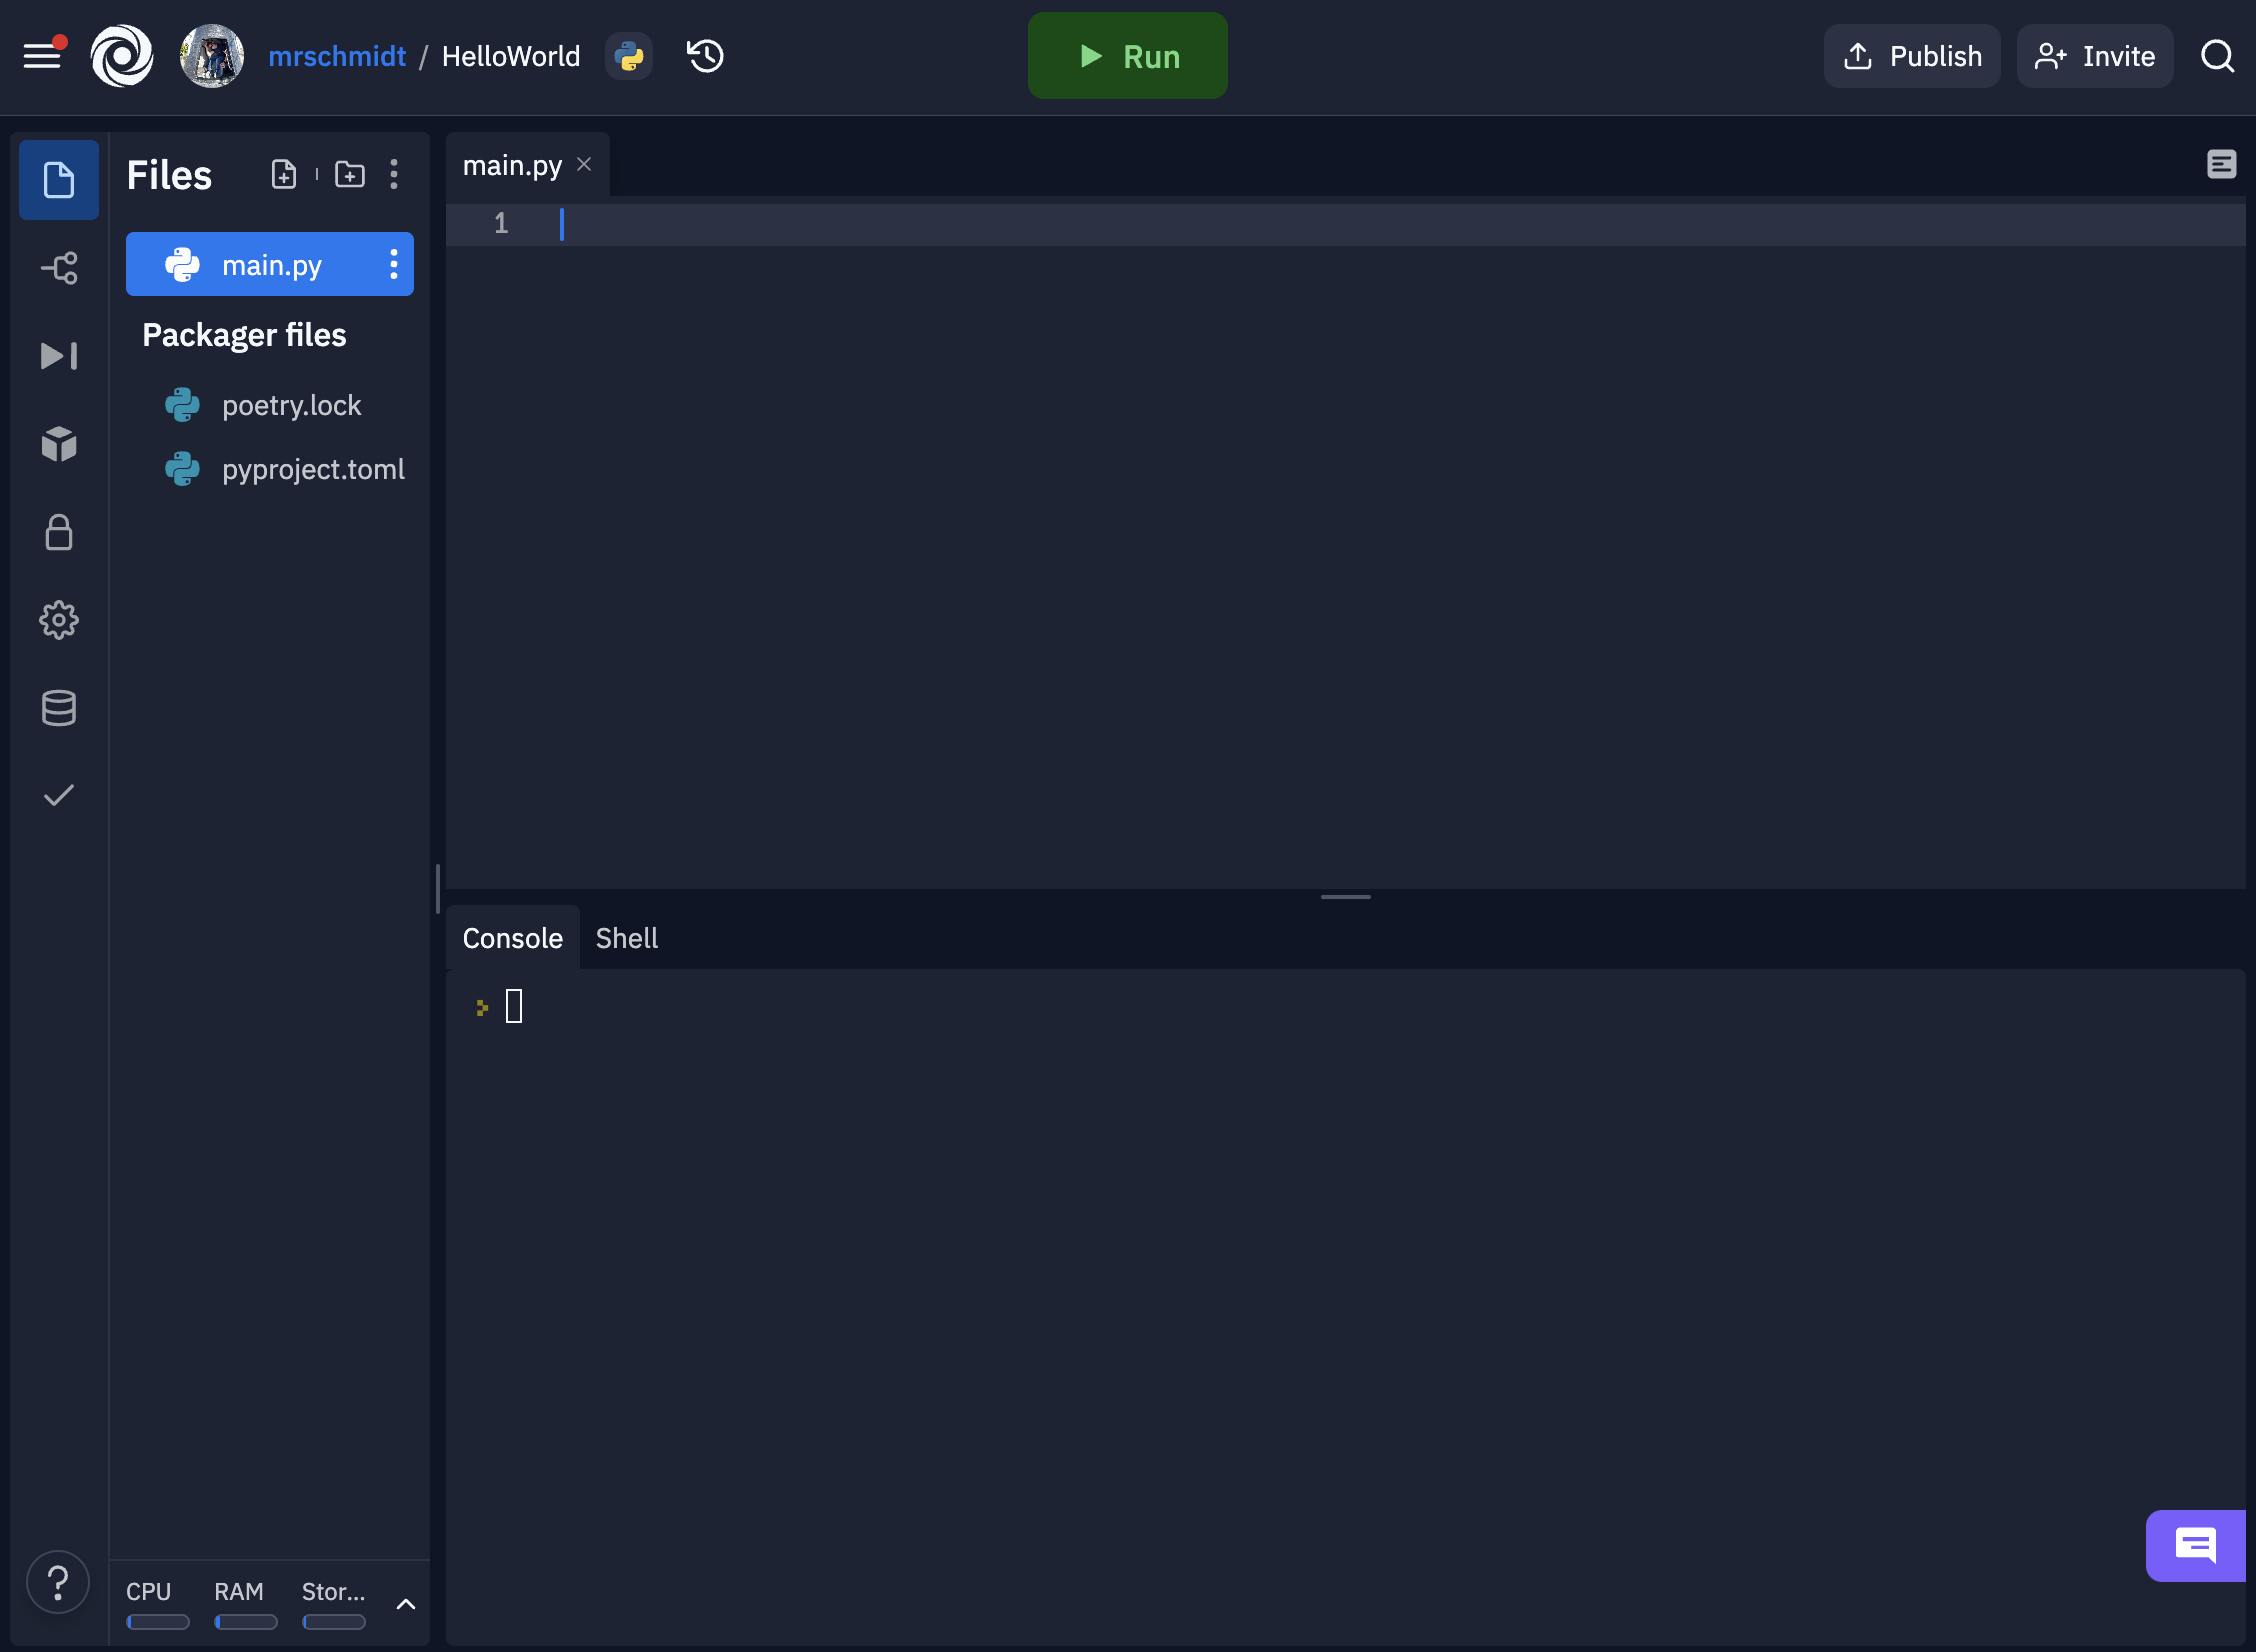 mrschmidt / HelloWorld
Run
Publish
Invite
Files
main.py
Packager files
poetry.lock
pyproject.toml
CPU RAM Stor...
?
main.py
1
Console Shell